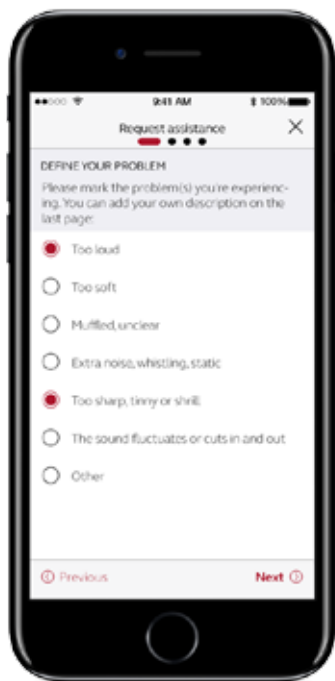 9:41 AM
100%
Request assistance
DEFINE YOUR PROBLEM
Please mark the problem(s) you're experienc-
ing. You can add your own description on the
last page:
Too loud
Too soft
Muffled, unclear
Extra noise, whistling, static
Too sharp, tinny or shrill
The sound fluctuates or cuts in and out
Other
Previous
Next